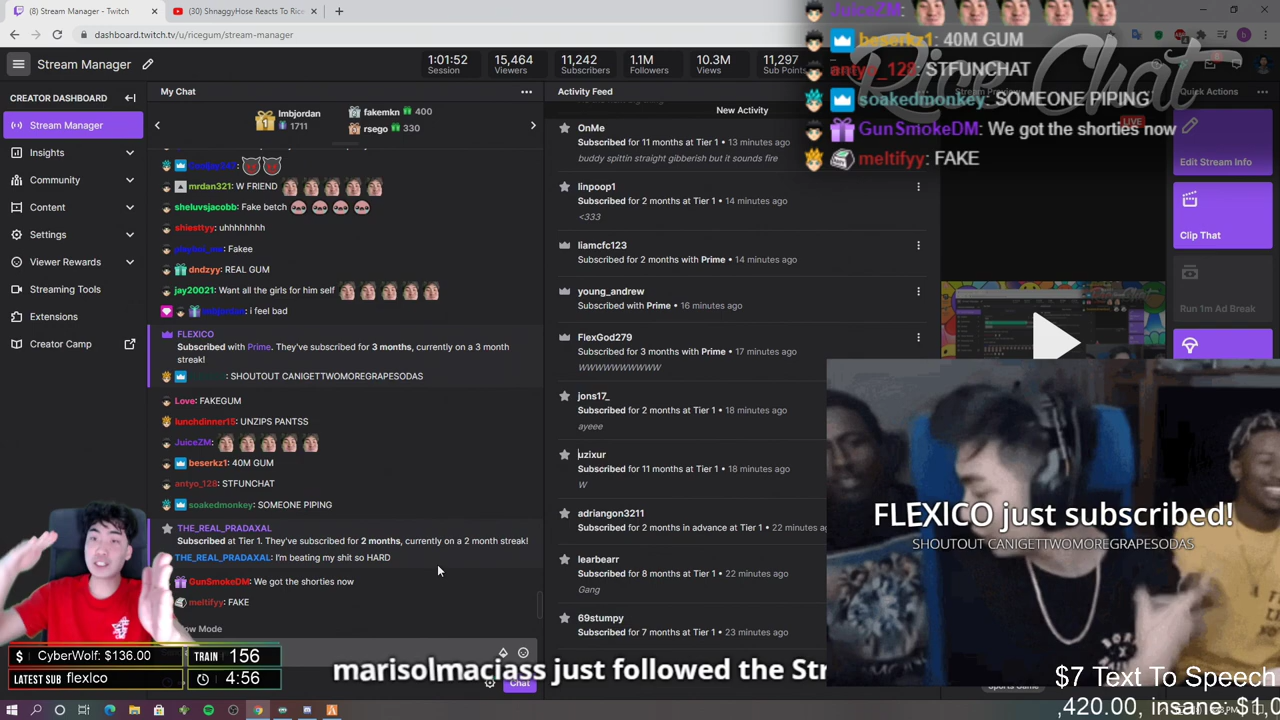 (8) Stream Manager - Twitch
(30) ShnaggyHose Reacts To Rice
dashboard.twitch.tv/u/ricegum/stream-manager
Stream Manager
1:01:52
Session
15,464
Viewers
11,242
Subscribers
1.1M
Followers
10.3M
Views
11,297
Sub Points
CREATOR DASHBOARD
Stream Manager
Insights
Community
Content
Settings
Viewer Rewards
Streaming Tools
Extensions
Creator Camp
My Chat
lmbjordan
1711
fakemkn 400
rsego 330
mrdan321: W FRIEND
sheluvsjacobb: Fake betch
shiesttyy: uhhhhhhhh
Fakee
dndzyy: REAL GUM
jay20021: Want all the girls for him self
i feel bad
FLEXICO
Subscribed with Prime. They've subscribed for 3 months, currently on a 3 month
streak!
SHOUTOUT CANIGETTWOMOREGRAPESODAS
Love: FAKEGUM
lunchdinner15: UNZIPS PANTSS
JuiceZM:
beserkz1: 40M GUM
antyo_128: STFUNCHAT
soakedmonkey: SOMEONE PIPING
THE_REAL_PRADAXAL
Subscribed at Tier 1. They've subscribed for 2 months, currently on a 2 month streak!
THE_REAL_PRADAXAL: I'm beating my shit so HARD
GunSmokeDM: We got the shorties now
meltifyy: FAKE
Chat
Activity Feed
New Activity
OnMe
Subscribed for 11 months at Tier 1 • 13 minutes ago
buddy spittin straight gibberish but it sounds fire
linpoop1
Subscribed for 2 months at Tier 1 • 14 minutes ago
<333
liamcfc123
Subscribed for 2 months with Prime • 14 minutes ago
young_andrew
Subscribed with Prime • 16 minutes ago
FlexGod279
Subscribed for 3 months with Prime • 17 minutes ago
WWWWWWWWWW
jons17_
Subscribed for 2 months at Tier 1 • 18 minutes ago
ayeee
uzixur
Subscribed for 11 months at Tier 1 • 18 minutes ago
W
adriangon3211
Subscribed for 2 months in advance at Tier 1 • 22 minutes ag
learbearr
Subscribed for 8 months at Tier 1 • 22 minutes ago
Gang
69stumpy
Subscribed for 7 months at Tier 1 • 23 minutes ago
JuiceZM:
beserkz1: 40M GUM
antyo_128: STFUNCHAT
soakedmonkey: SOMEONE PIPING
GunSmokeDM: We got the shorties now
meltifyy: FAKE
Rice Chat
Stream Preview
LIVE
Quick Actions
Edit Stream Info
Clip That
Run 1m Ad Break
FLEXICO just subscribed!
SHOUTOUT CANIGETTWOMOREGRAPESODAS
$ CyberWolf: $136.00
LATEST SUB flexico
TRAIN 156
4:56
marisolmaciass just followed the Str
$7 Text To Speech
,420.00, insane: $1,0